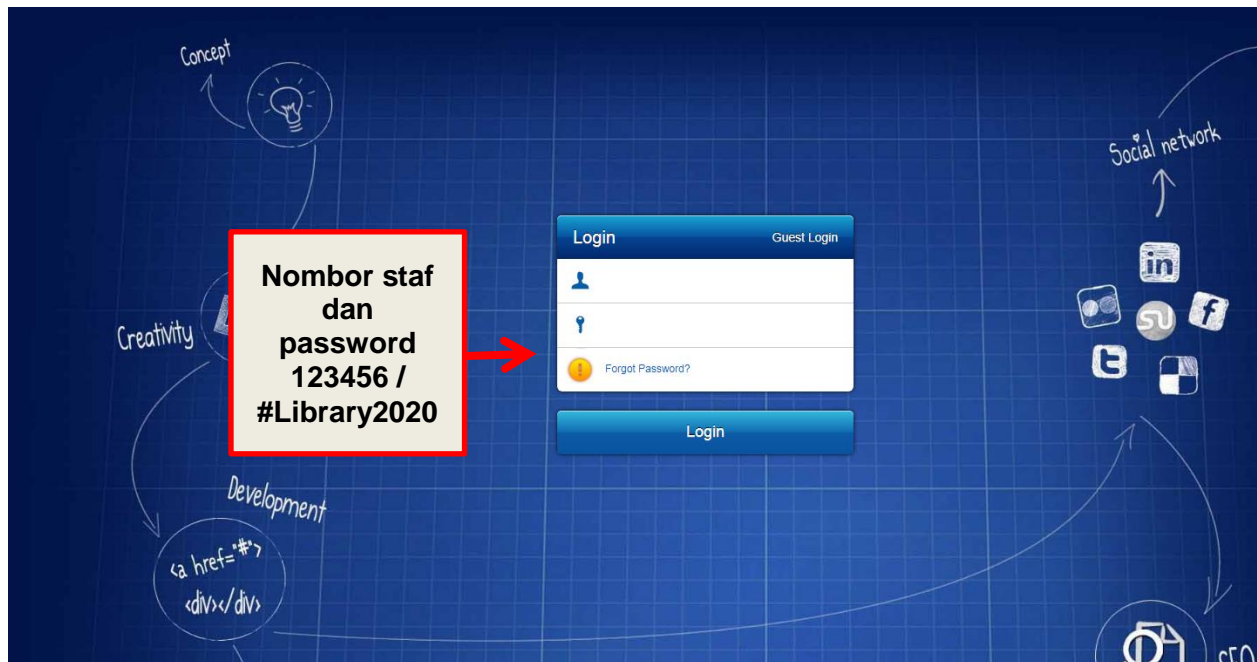 Concept
Social network
Login
Guest Login
Nombor staf
dan
password
123456 /
#Library2020
Creativity
Forgot Password?
Login
Development
<a href="#">
<div></div>
in
f
t
SEO